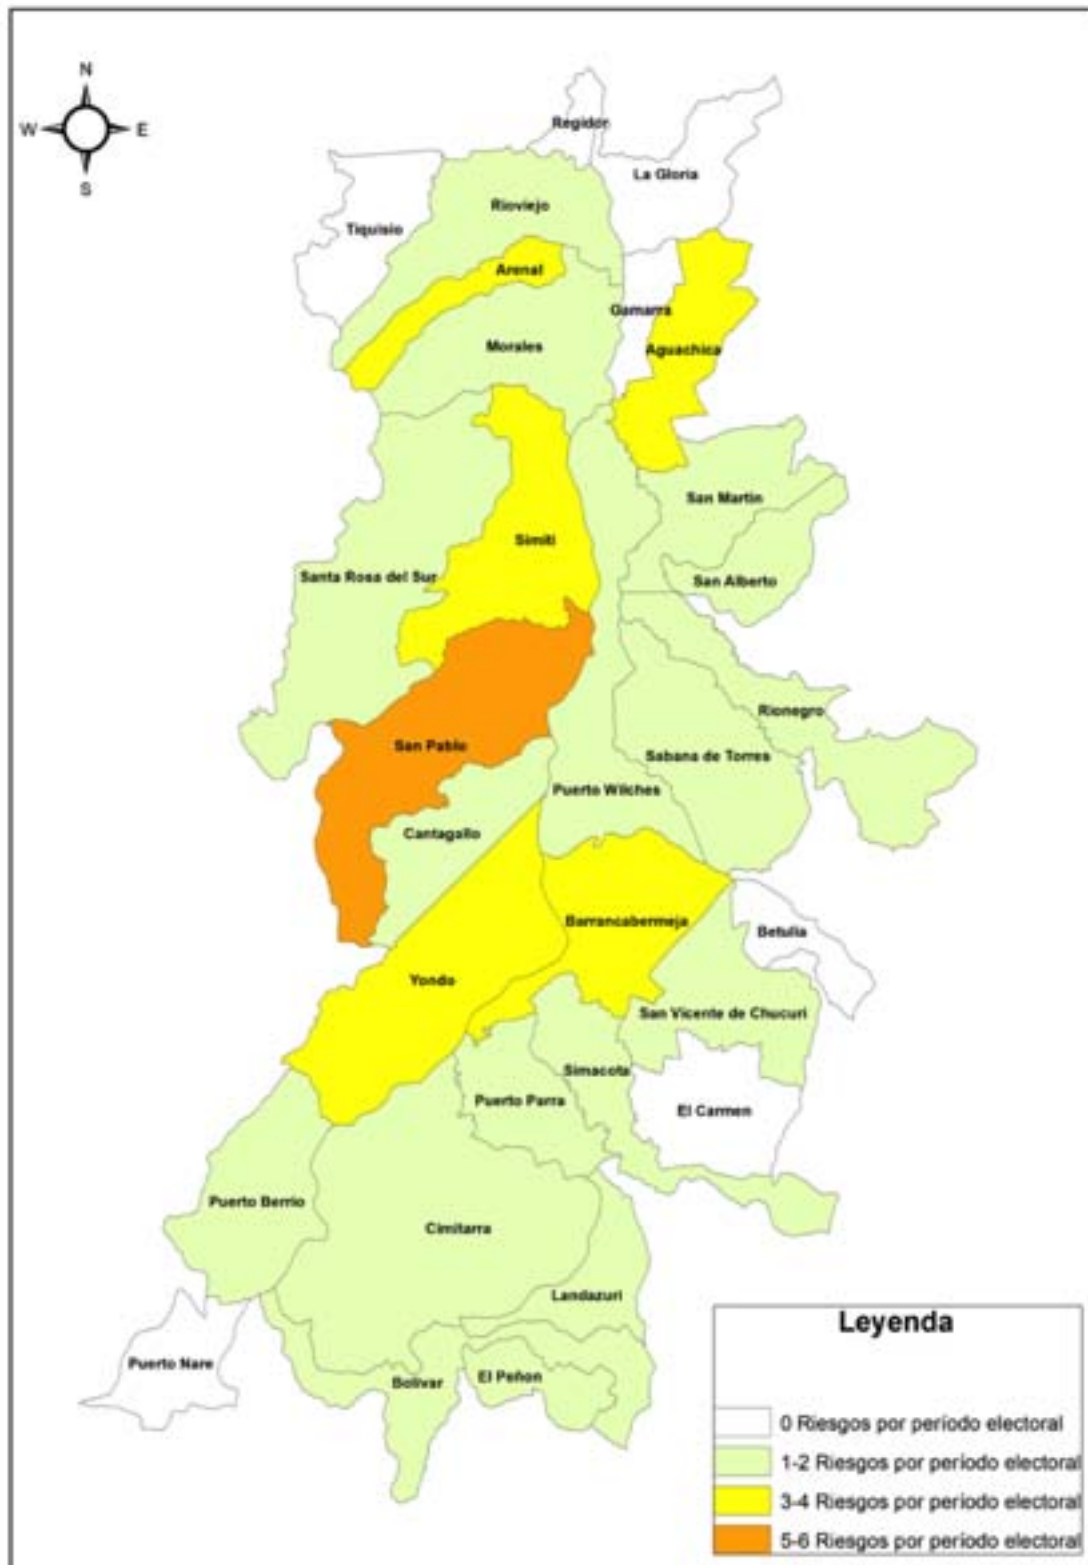 N
W E
S
Regidor
La Gloria
Rioviejo
Tiquisio
Arenal
Gamarra
Morales
Aguachica
San Martin
Simiti
Santa Rosa del Sur
San Alberto
Rionegro
San Pablo
Sabana de Torres
Puerto Wilches
Cantagallo
Barrancabermeja
Betulia
Yondo
San Vicente de Chucuri
Simacota
Puerto Parra
El Carmen
Puerto Berrio
Cimitarra
Landazuri
Puerto Nare
El Peñon
Bolivar
Leyenda
0 Riesgos por período electoral
1-2 Riesgos por período electoral
3-4 Riesgos por período electoral
5-6 Riesgos por período electoral